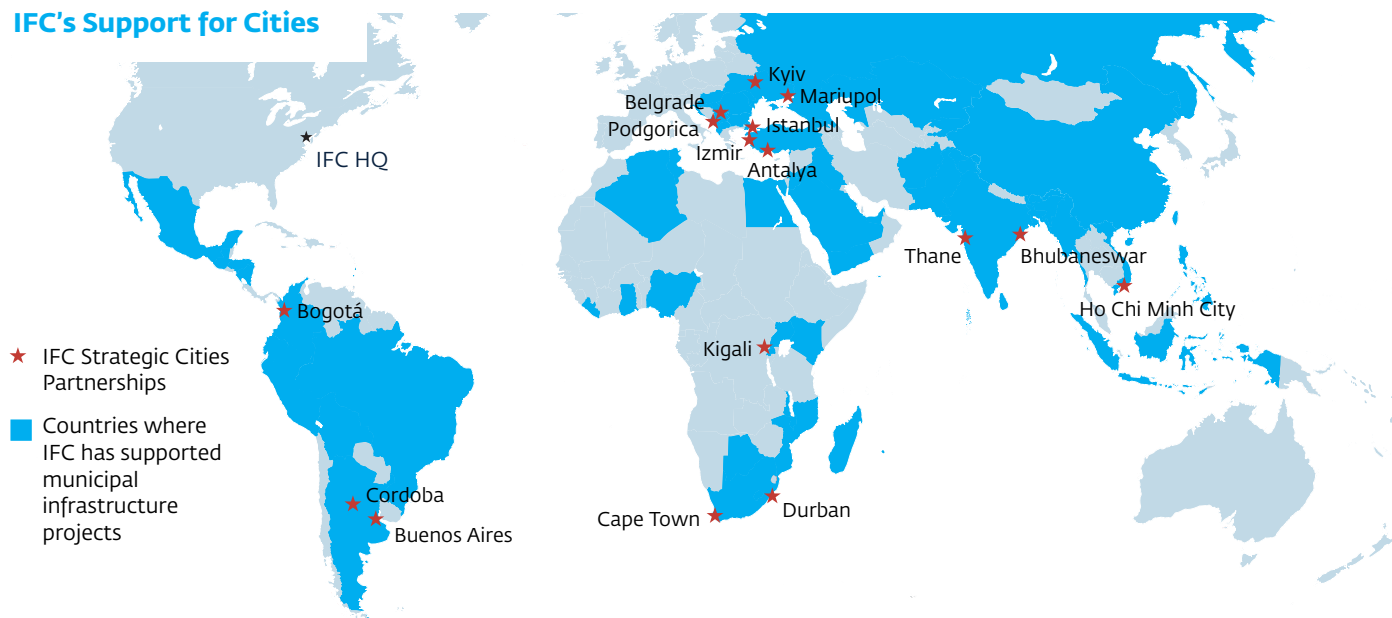 IFC's Support for Cities
Kyiv
Mariupol
Belgrade
Podgorica
Istanbul
Izmir
Antalya
IFC HQ
Thane
Bhubaneswar
Ho Chi Minh City
Bogotá
Kigali
IFC Strategic Cities
Partnerships
Countries where
IFC has supported
municipal
infrastructure
projects
Cordoba
Buenos Aires
Cape Town
Durban